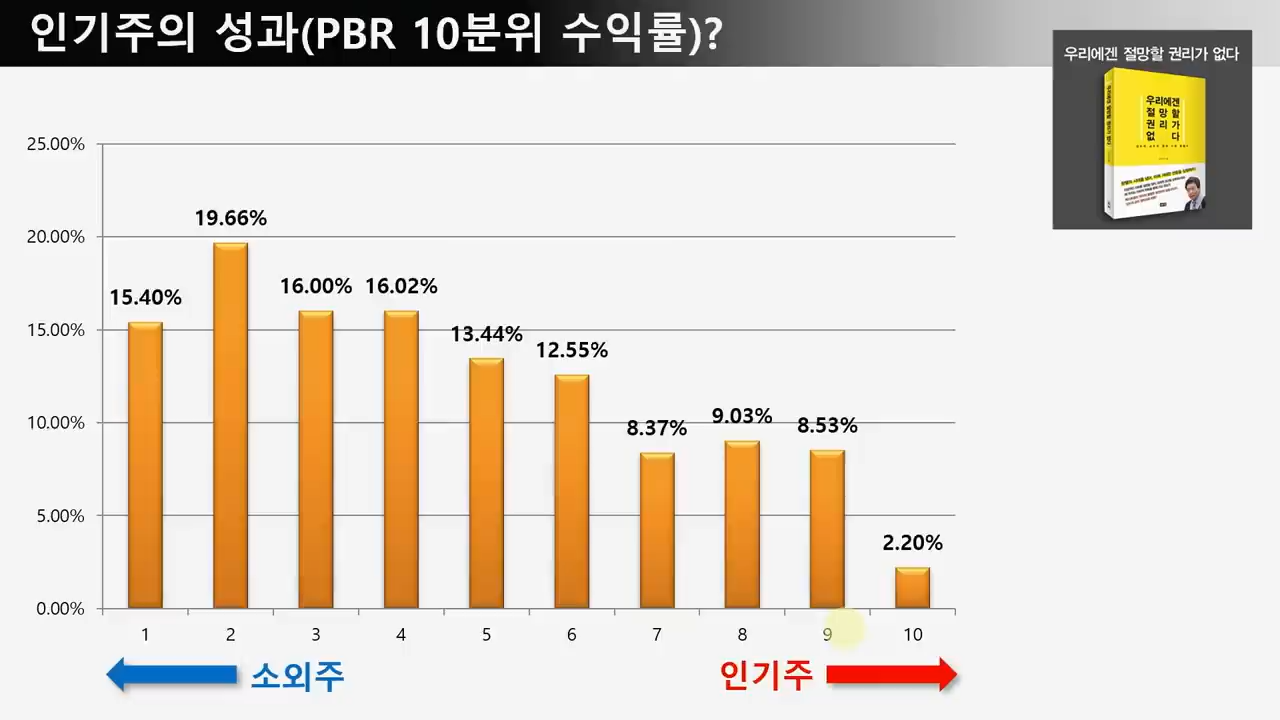 인기주의 성과(PBR 10분위 수익률)?
우리에겐 절망할 권리가 없다
우리에겐
절망할
권리가
없다
25.00%
20.00%
15.00%
10.00%
5.00%
0.00%
15.40%
19.66%
16.00%
16.02%
13.44%
12.55%
8.37%
9.03%
8.53%
2.20%
1 2 3 4 5 6 7 8 9 10
소외주
인기주